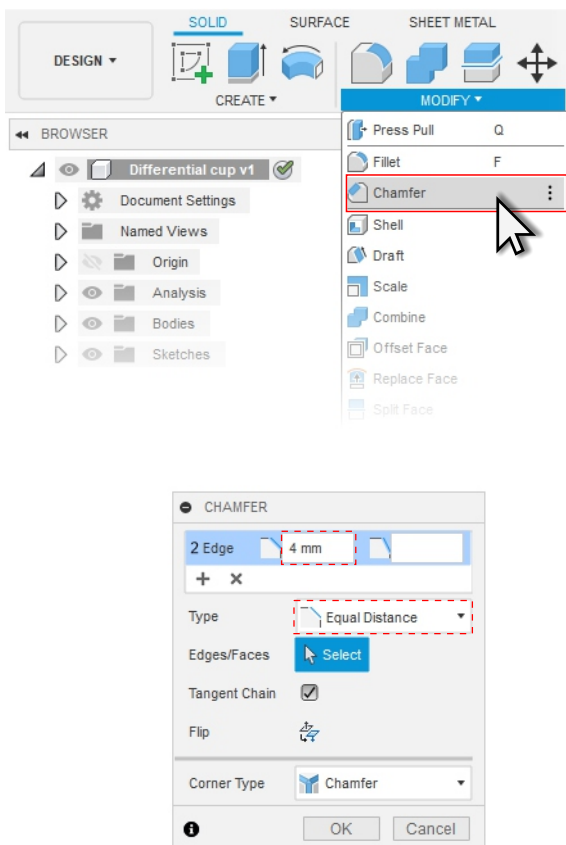 SOLID SURFACE SHEET METAL
DESIGN ▾
CREATE ▾ MODIFY ▾
BROWSER
Press Pull Q
Differential cup v1
Fillet F
Document Settings
Chamfer
Named Views
Shell
Origin
Draft
Analysis
Scale
Bodies
Combine
Sketches
Offset Face
Replace Face
Split Face
CHAMFER
2 Edge 4 mm
Type Equal Distance
Edges/Faces Select
Tangent Chain
Flip
Corner Type Chamfer
OK Cancel